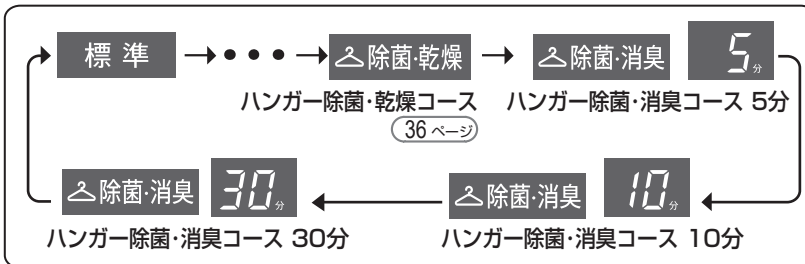 標準 → ••• → 除菌･乾燥 → 除菌･消臭 5分
ハンガー除菌･乾燥コース ハンガー除菌･消臭コース 5分
36 ページ
除菌･消臭 30分 ← 除菌･消臭 10分
ハンガー除菌･消臭コース 30分 ハンガー除菌･消臭コース 10分